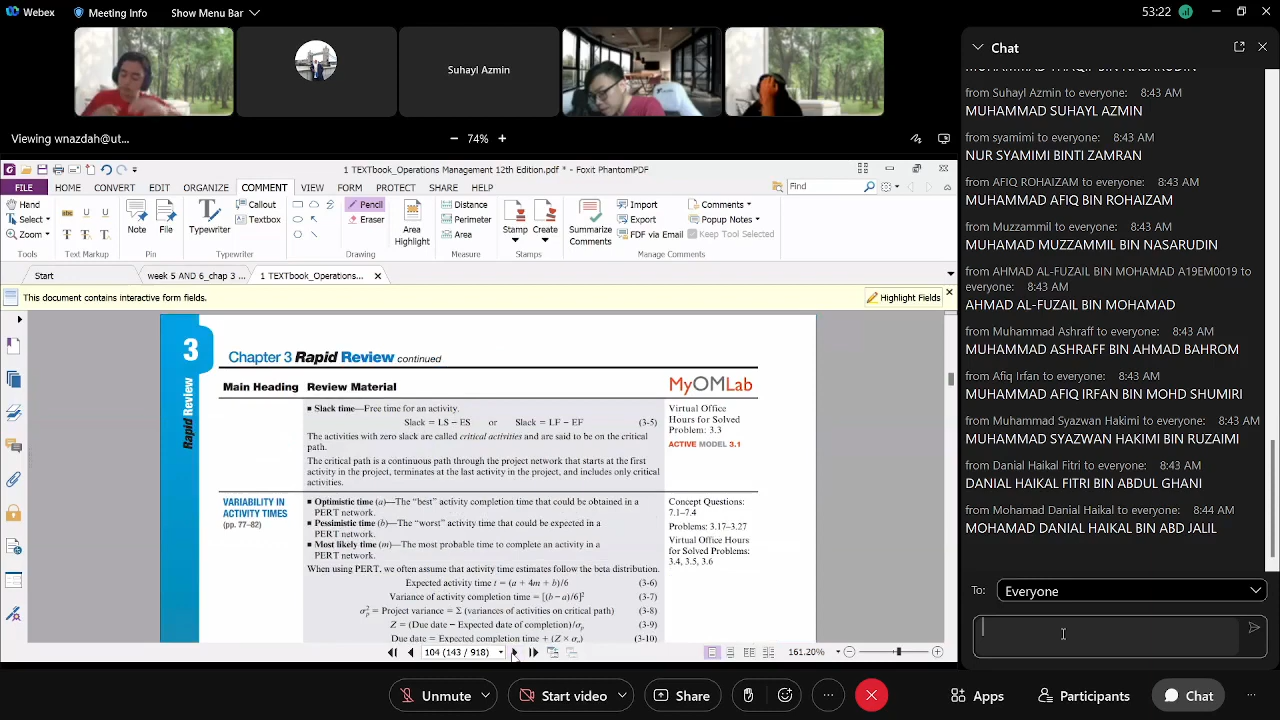 Webex
Meeting Info
Show Menu Bar
53:22
Suhayl Azmin
Viewing wnazdah@ut...
74%
1 TEXTbook_Operations Management 12th Edition.pdf * - Foxit PhantomPDF
FILE HOME CONVERT EDIT ORGANIZE COMMENT VIEW FORM PROTECT SHARE HELP
Find
Hand
Select
Zoom
Tools
Text Markup
Note
File
Pin
Typewriter
Callout
Textbox
Typewriter
Pencil
Eraser
Drawing
Area Highlight
Distance
Perimeter
Area
Measure
Stamp
Create
Stamps
Summarize Comments
Import
Export
FDF via Email
Comments
Popup Notes
Keep Tool Selected
Manage Comments
Start
week 5 AND 6_chap 3 ...
1 TEXTbook_Operations...
This document contains interactive form fields.
Highlight Fields
3
Rapid Review
Chapter 3 Rapid Review continued
Main Heading Review Material
MyOMLab
■ Slack time—Free time for an activity.
Slack = LS − ES or Slack = LF − EF (3-5)
The activities with zero slack are called critical activities and are said to be on the critical
path.
The critical path is a continuous path through the project network that starts at the first
activity in the project, terminates at the last activity in the project, and includes only critical
activities.
Virtual Office
Hours for Solved
Problem: 3.3
ACTIVE MODEL 3.1
VARIABILITY IN
ACTIVITY TIMES
(pp. 77–82)
■ Optimistic time (a)—The “best” activity completion time that could be obtained in a
PERT network.
■ Pessimistic time (b)—The “worst” activity time that could be expected in a
PERT network.
■ Most likely time (m)—The most probable time to complete an activity in a
PERT network.
When using PERT, we often assume that activity time estimates follow the beta distribution.
Expected activity time t = (a + 4m + b)/6 (3-6)
Variance of activity completion time = [(b − a)/6]² (3-7)
σ²p = Project variance = Σ (variances of activities on critical path) (3-8)
Z = (Due date − Expected date of completion)/σp (3-9)
Due date = Expected completion time + (Z × σp) (3-10)
Concept Questions:
7.1–7.4
Problems: 3.17–3.27
Virtual Office Hours
for Solved Problems:
3.4, 3.5, 3.6
104 (143 / 918)
161.20%
Chat
from Suhayl Azmin to everyone: 8:43 AM
MUHAMMAD SUHAYL AZMIN
from syamimi to everyone: 8:43 AM
NUR SYAMIMI BINTI ZAMRAN
from AFIQ ROHAIZAM to everyone: 8:43 AM
MUHAMMAD AFIQ BIN ROHAIZAM
from Muzzammil to everyone: 8:43 AM
MUHAMAD MUZZAMMIL BIN NASARUDIN
from AHMAD AL-FUZAIL BIN MOHAMAD A19EM0019 to
everyone: 8:43 AM
AHMAD AL-FUZAIL BIN MOHAMAD
from Muhammad Ashraff to everyone: 8:43 AM
MUHAMMAD ASHRAFF BIN AHMAD BAHROM
from Afiq Irfan to everyone: 8:43 AM
MUHAMMAD AFIQ IRFAN BIN MOHD SHUMIRI
from Muhammad Syazwan Hakimi to everyone: 8:43 AM
MUHAMMAD SYAZWAN HAKIMI BIN RUZAIMI
from Danial Haikal Fitri to everyone: 8:43 AM
DANIAL HAIKAL FITRI BIN ABDUL GHANI
from Mohamad Danial Haikal to everyone: 8:44 AM
MOHAMAD DANIAL HAIKAL BIN ABD JALIL
To: Everyone
Unmute
Start video
Share
Apps
Participants
Chat